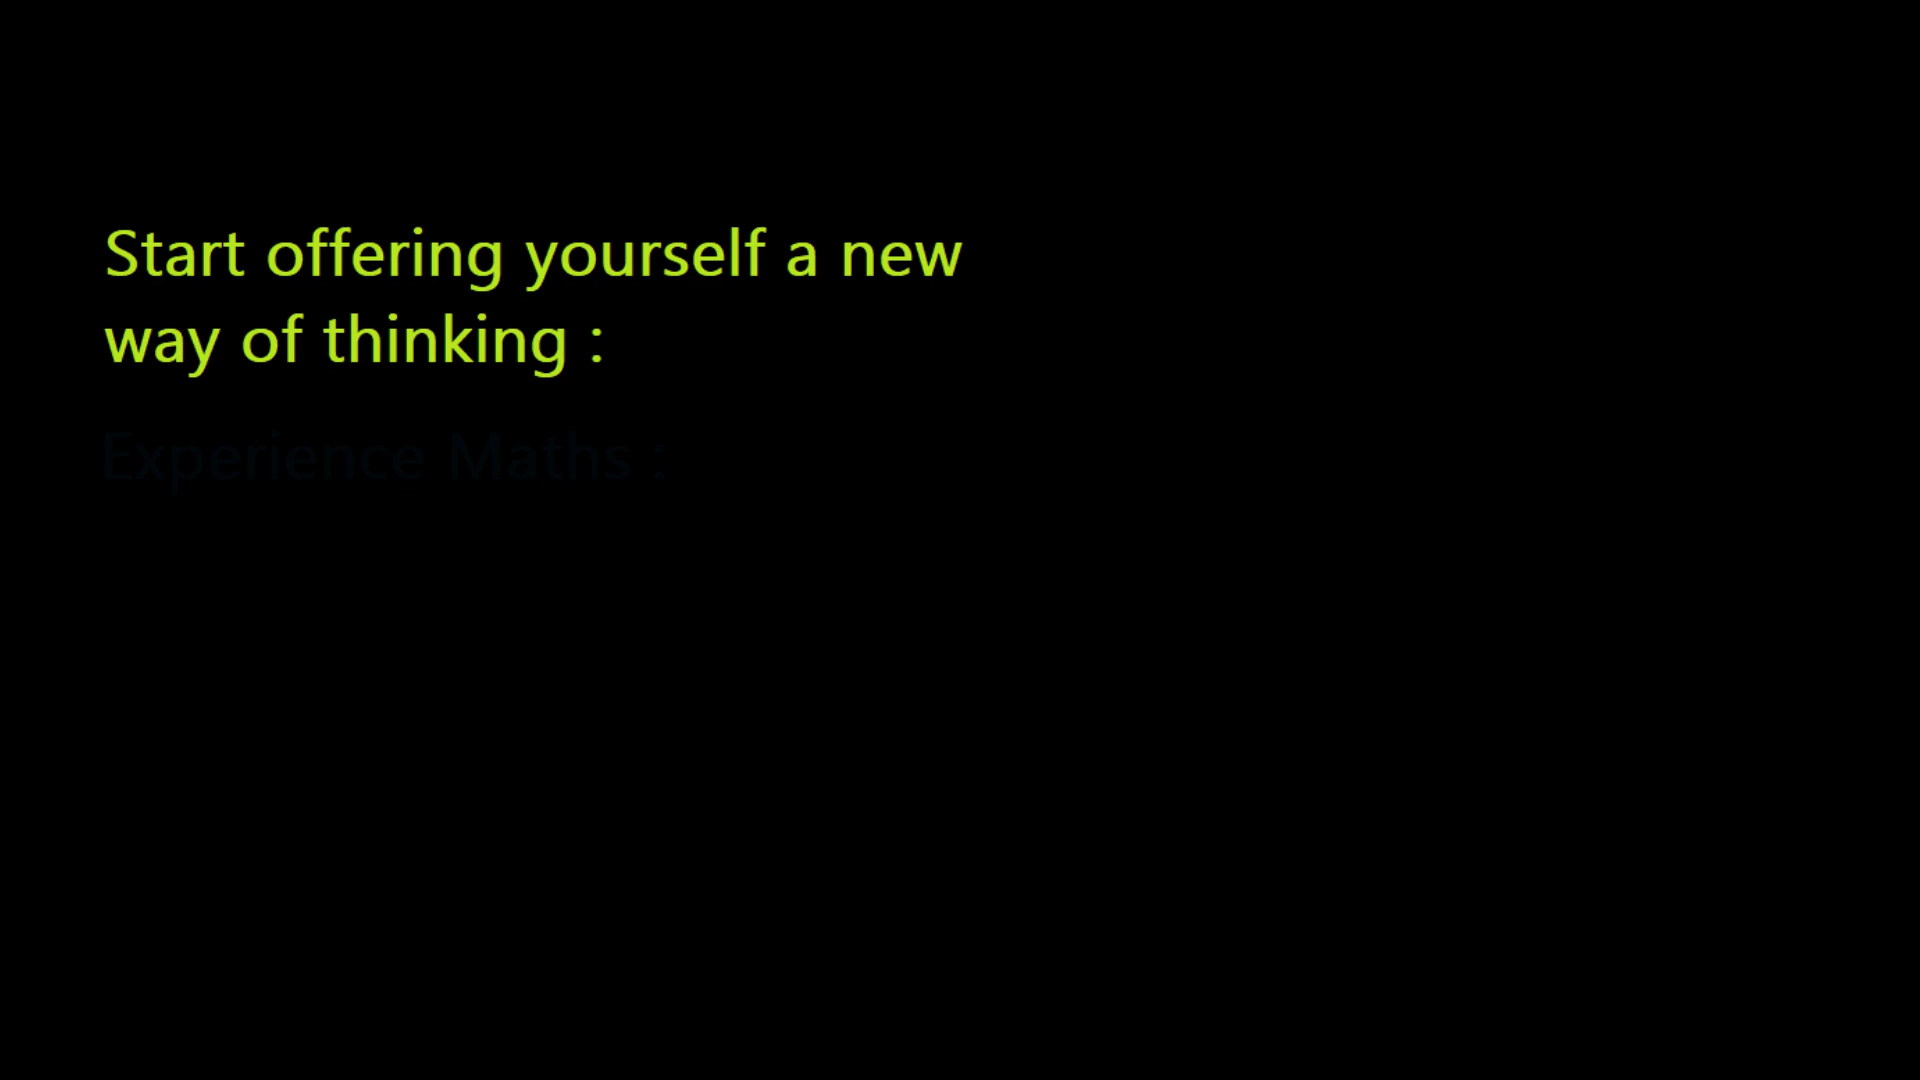 Start offering yourself a new
way of thinking :
Experience Maths :